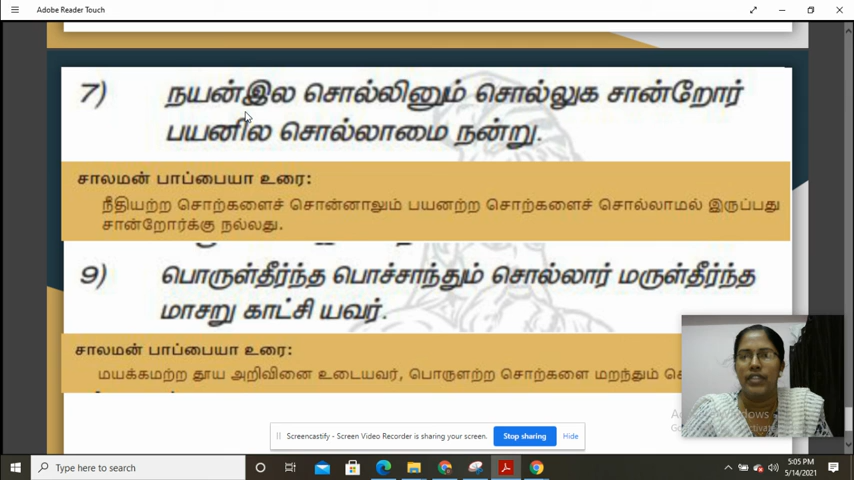 Adobe Reader Touch
7) நயன்இல சொல்லினும் சொல்லுக சான்றோர்
பயனில சொல்லாமை நன்று.
சாலமன் பாப்பையா உரை:
நீதியற்ற சொற்களைச் சொன்னாலும் பயனற்ற சொற்களைச் சொல்லாமல் இருப்பது
சான்றோர்க்கு நல்லது.
9) பொருள்தீர்ந்த பொச்சாந்தும் சொல்லார் மருள்தீர்ந்த
மாசறு காட்சி யவர்.
சாலமன் பாப்பையா உரை:
மயக்கமற்ற தூய அறிவினை உடையவர், பொருளற்ற சொற்களை மறந்தும்
Screencastify - Screen Video Recorder is sharing your screen.
Stop sharing
Hide
Type here to search
5:05 PM
5/14/2021